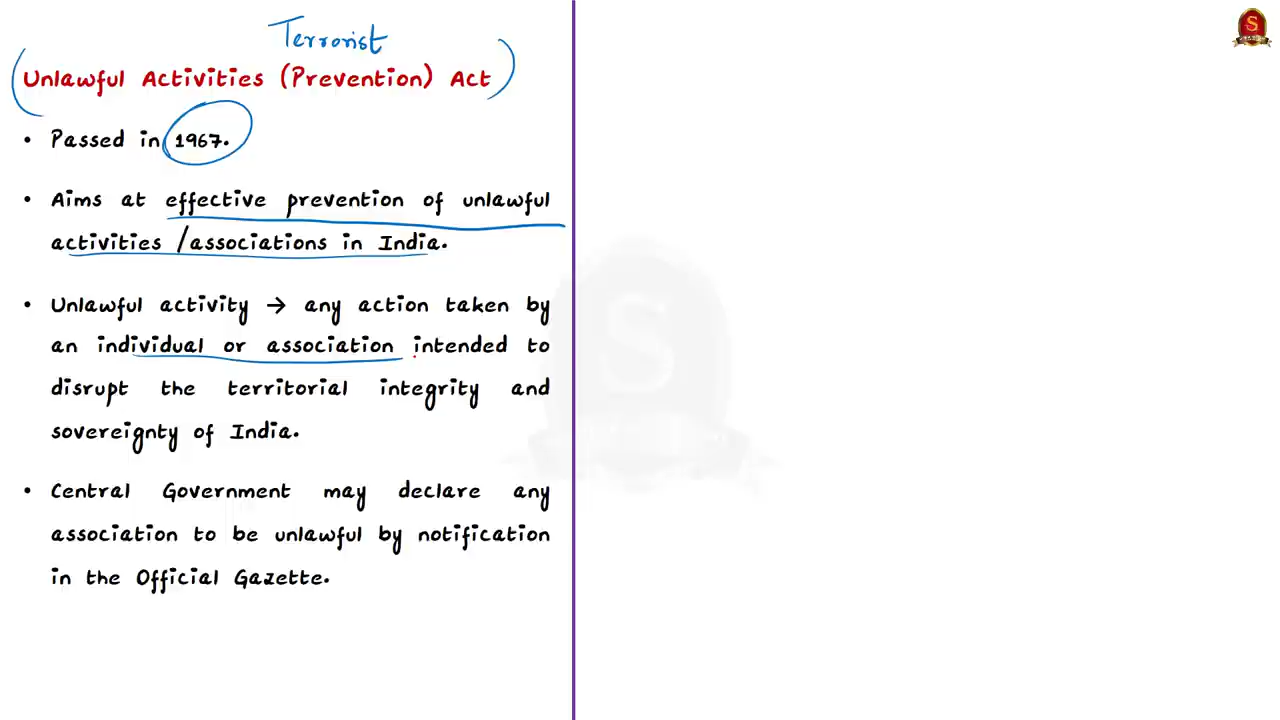 Terrorist
Unlawful Activities (Prevention) Act
• Passed in 1967.
• Aims at effective prevention of unlawful
activities /associations in India.
• Unlawful activity → any action taken by
an individual or association intended to
disrupt the territorial integrity and
sovereignty of India.
• Central Government may declare any
association to be unlawful by notification
in the Official Gazette.
S
S